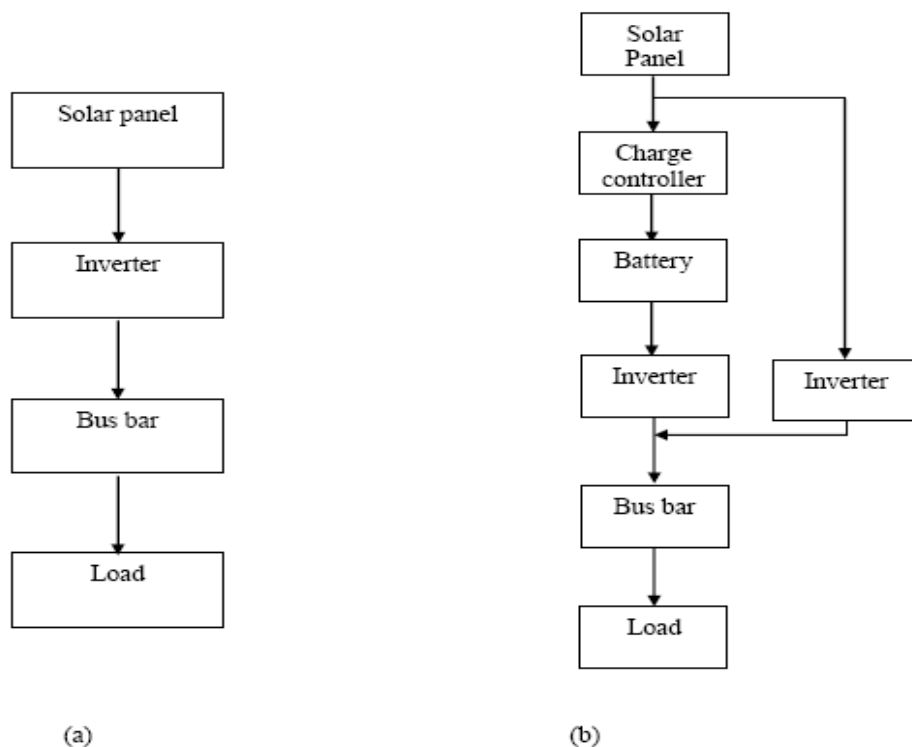 Solar panel
Inverter
Bus bar
Load
(a)
Solar
Panel
Charge
controller
Battery
Inverter
Inverter
Bus bar
Load
(b)